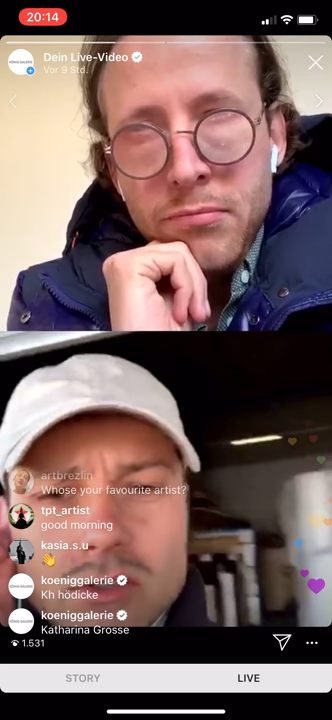 20:14
Dein Live-Video
Vor 9 Std.
artbrezlin
Whose your favourite artist?
tpt_artist
good morning
kasia.s.u
👋
koeniggalerie
Kh hödicke
koeniggalerie
Katharina Grosse
1.531
STORY
LIVE